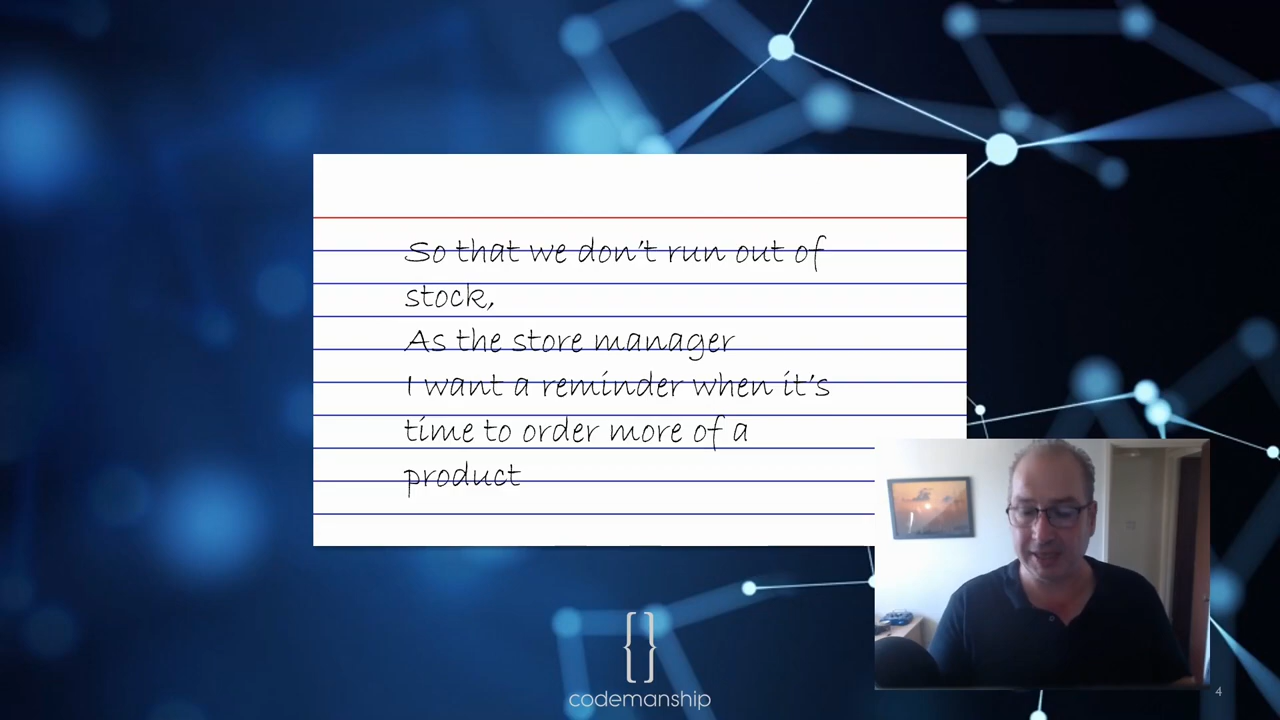 So that we don't run out of
stock,
As the store manager
I want a reminder when it's
time to order more of a
product
{}
codemanship
4